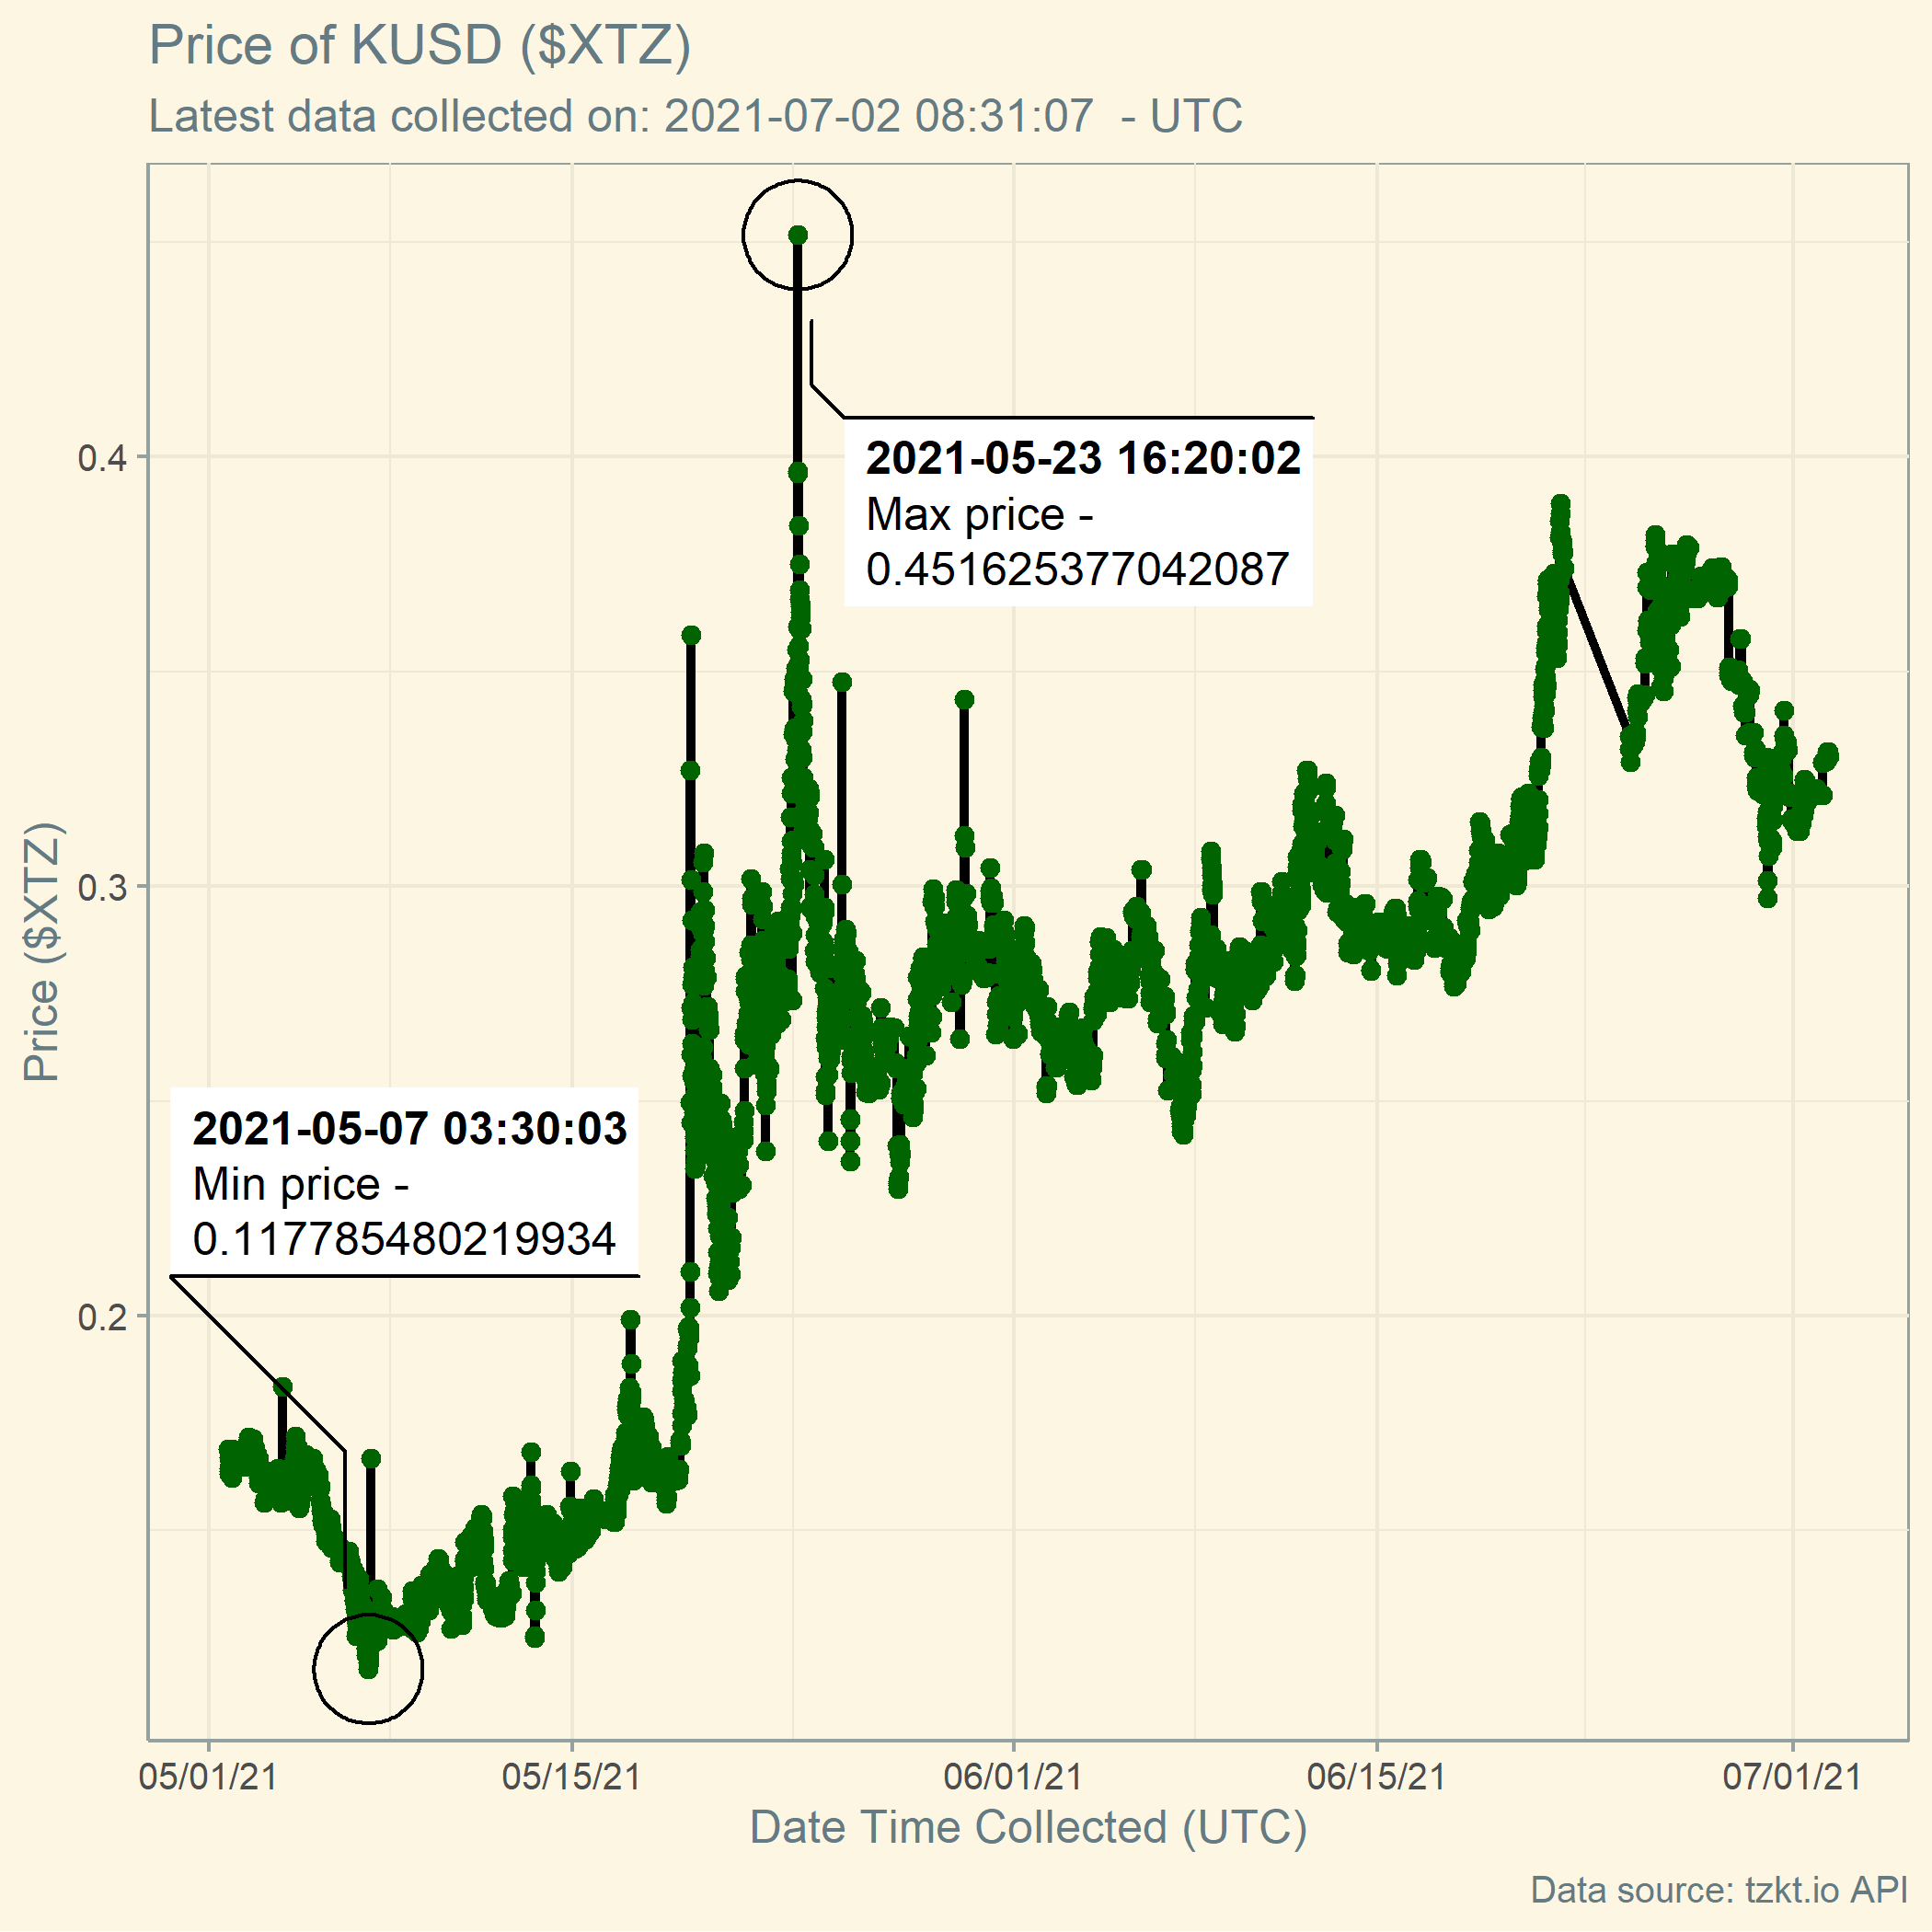 Price of KUSD ($XTZ)
Latest data collected on: 2021-07-02 08:31:07  - UTC
Price ($XTZ)
0.4
0.3
0.2
2021-05-23 16:20:02
Max price -
0.451625377042087
2021-05-07 03:30:03
Min price -
0.117785480219934
05/01/21
05/15/21
06/01/21
06/15/21
07/01/21
Date Time Collected (UTC)
Data source: tzkt.io API